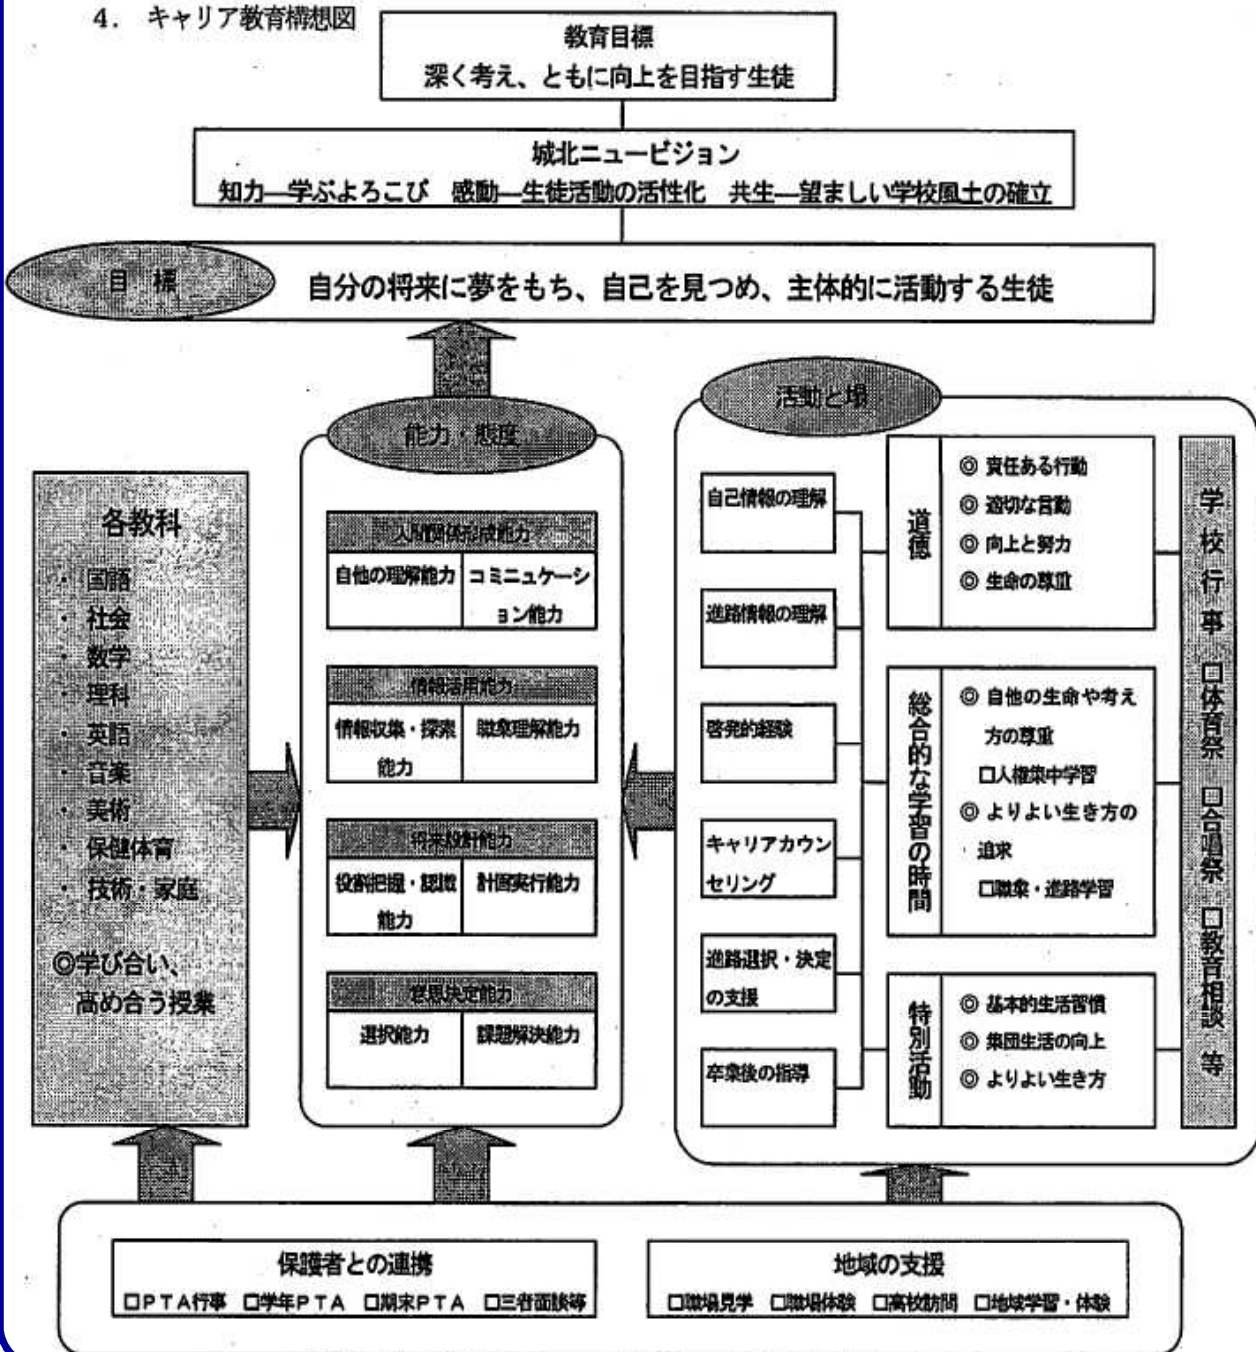 4. キャリア教育構想図
教育目標
深く考え、ともに向上を目指す生徒
城北ニュービジョン
知力―学ぶよろこび 感動―生徒活動の活性化 共生―望ましい学校風土の確立
目 標
自分の将来に夢をもち、自己を見つめ、主体的に活動する生徒
各教科
・ 国語
・ 社会
・ 数学
・ 理科
・ 英語
・ 音楽
・ 美術
・ 保健体育
・ 技術・家庭
◎学び合い、
高め合う授業
能力・態度
人間関係形成能力
自他の理解能力
コミニュケーシ
ョン能力
情報活用能力
情報収集・探索
能力
職業理解能力
将来設計能力
役割把握・認識
能力
計画実行能力
意思決定能力
選択能力
課題解決能力
活動と場
自己情報の理解
進路情報の理解
啓発的経験
キャリアカウン
セリング
進路選択・決定
の支援
卒業後の指導
道徳
◎ 責任ある行動
◎ 適切な言動
◎ 向上と努力
◎ 生命の尊重
総合的な学習の時間
◎ 自他の生命や考え
方の尊重
□人権集中学習
◎ よりよい生き方の
追求
□職業・進路学習
特別活動
◎ 基本的生活習慣
◎ 集団生活の向上
◎ よりよい生き方
学校行事 □体育祭 □合唱祭 □教育相談 等
保護者との連携
□PTA行事 □学年PTA □期末PTA □三者面談等
地域の支援
□職場見学 □職場体験 □高校訪問 □地域学習・体験